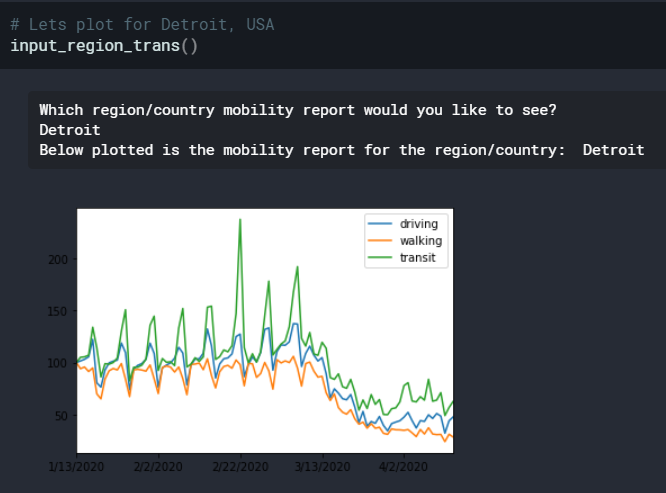 # Lets plot for Detroit, USA
input_region_trans()
Which region/country mobility report would you like to see?
Detroit
Below plotted is the mobility report for the region/country:  Detroit
driving
walking
transit
200
150
100
50
1/13/2020 2/2/2020 2/22/2020 3/13/2020 4/2/2020